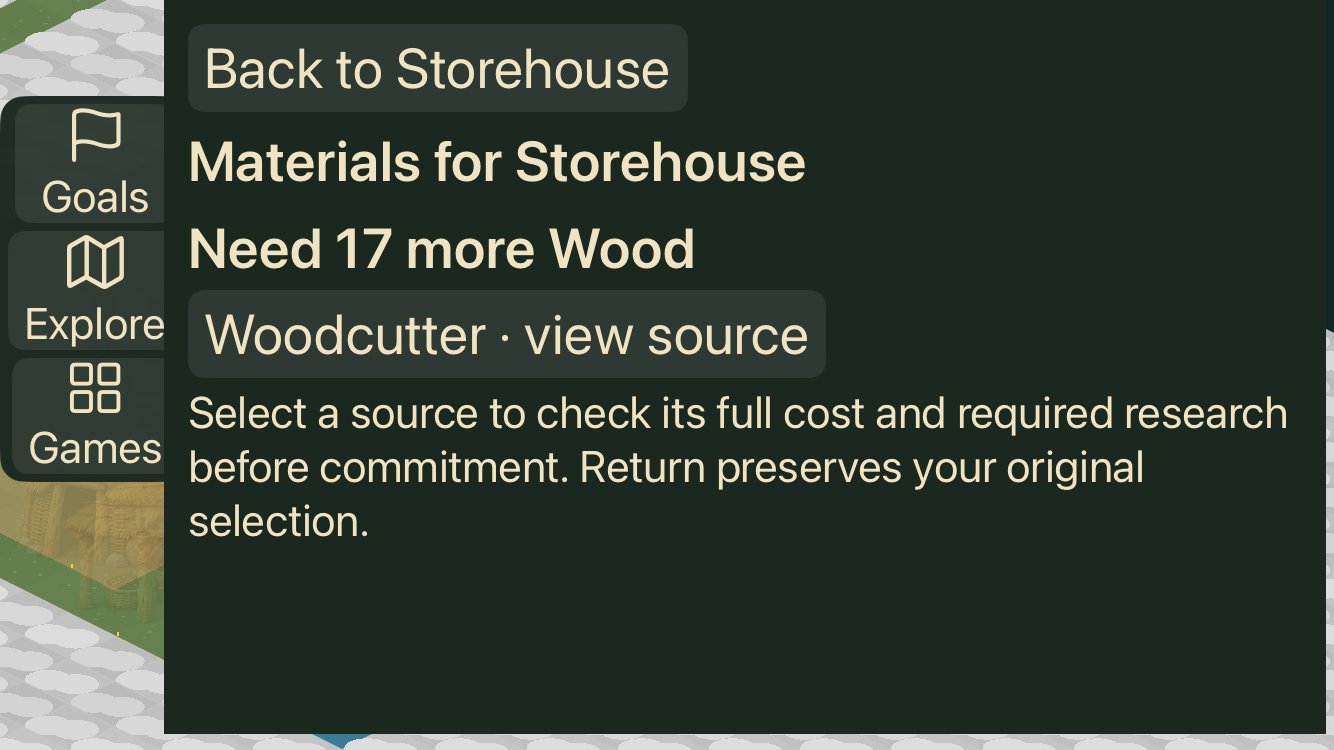 Back to Storehouse
Materials for Storehouse
Need 17 more Wood
Woodcutter · view source
Select a source to check its full cost and required research
before commitment. Return preserves your original
selection.
Goals
Explore
Games